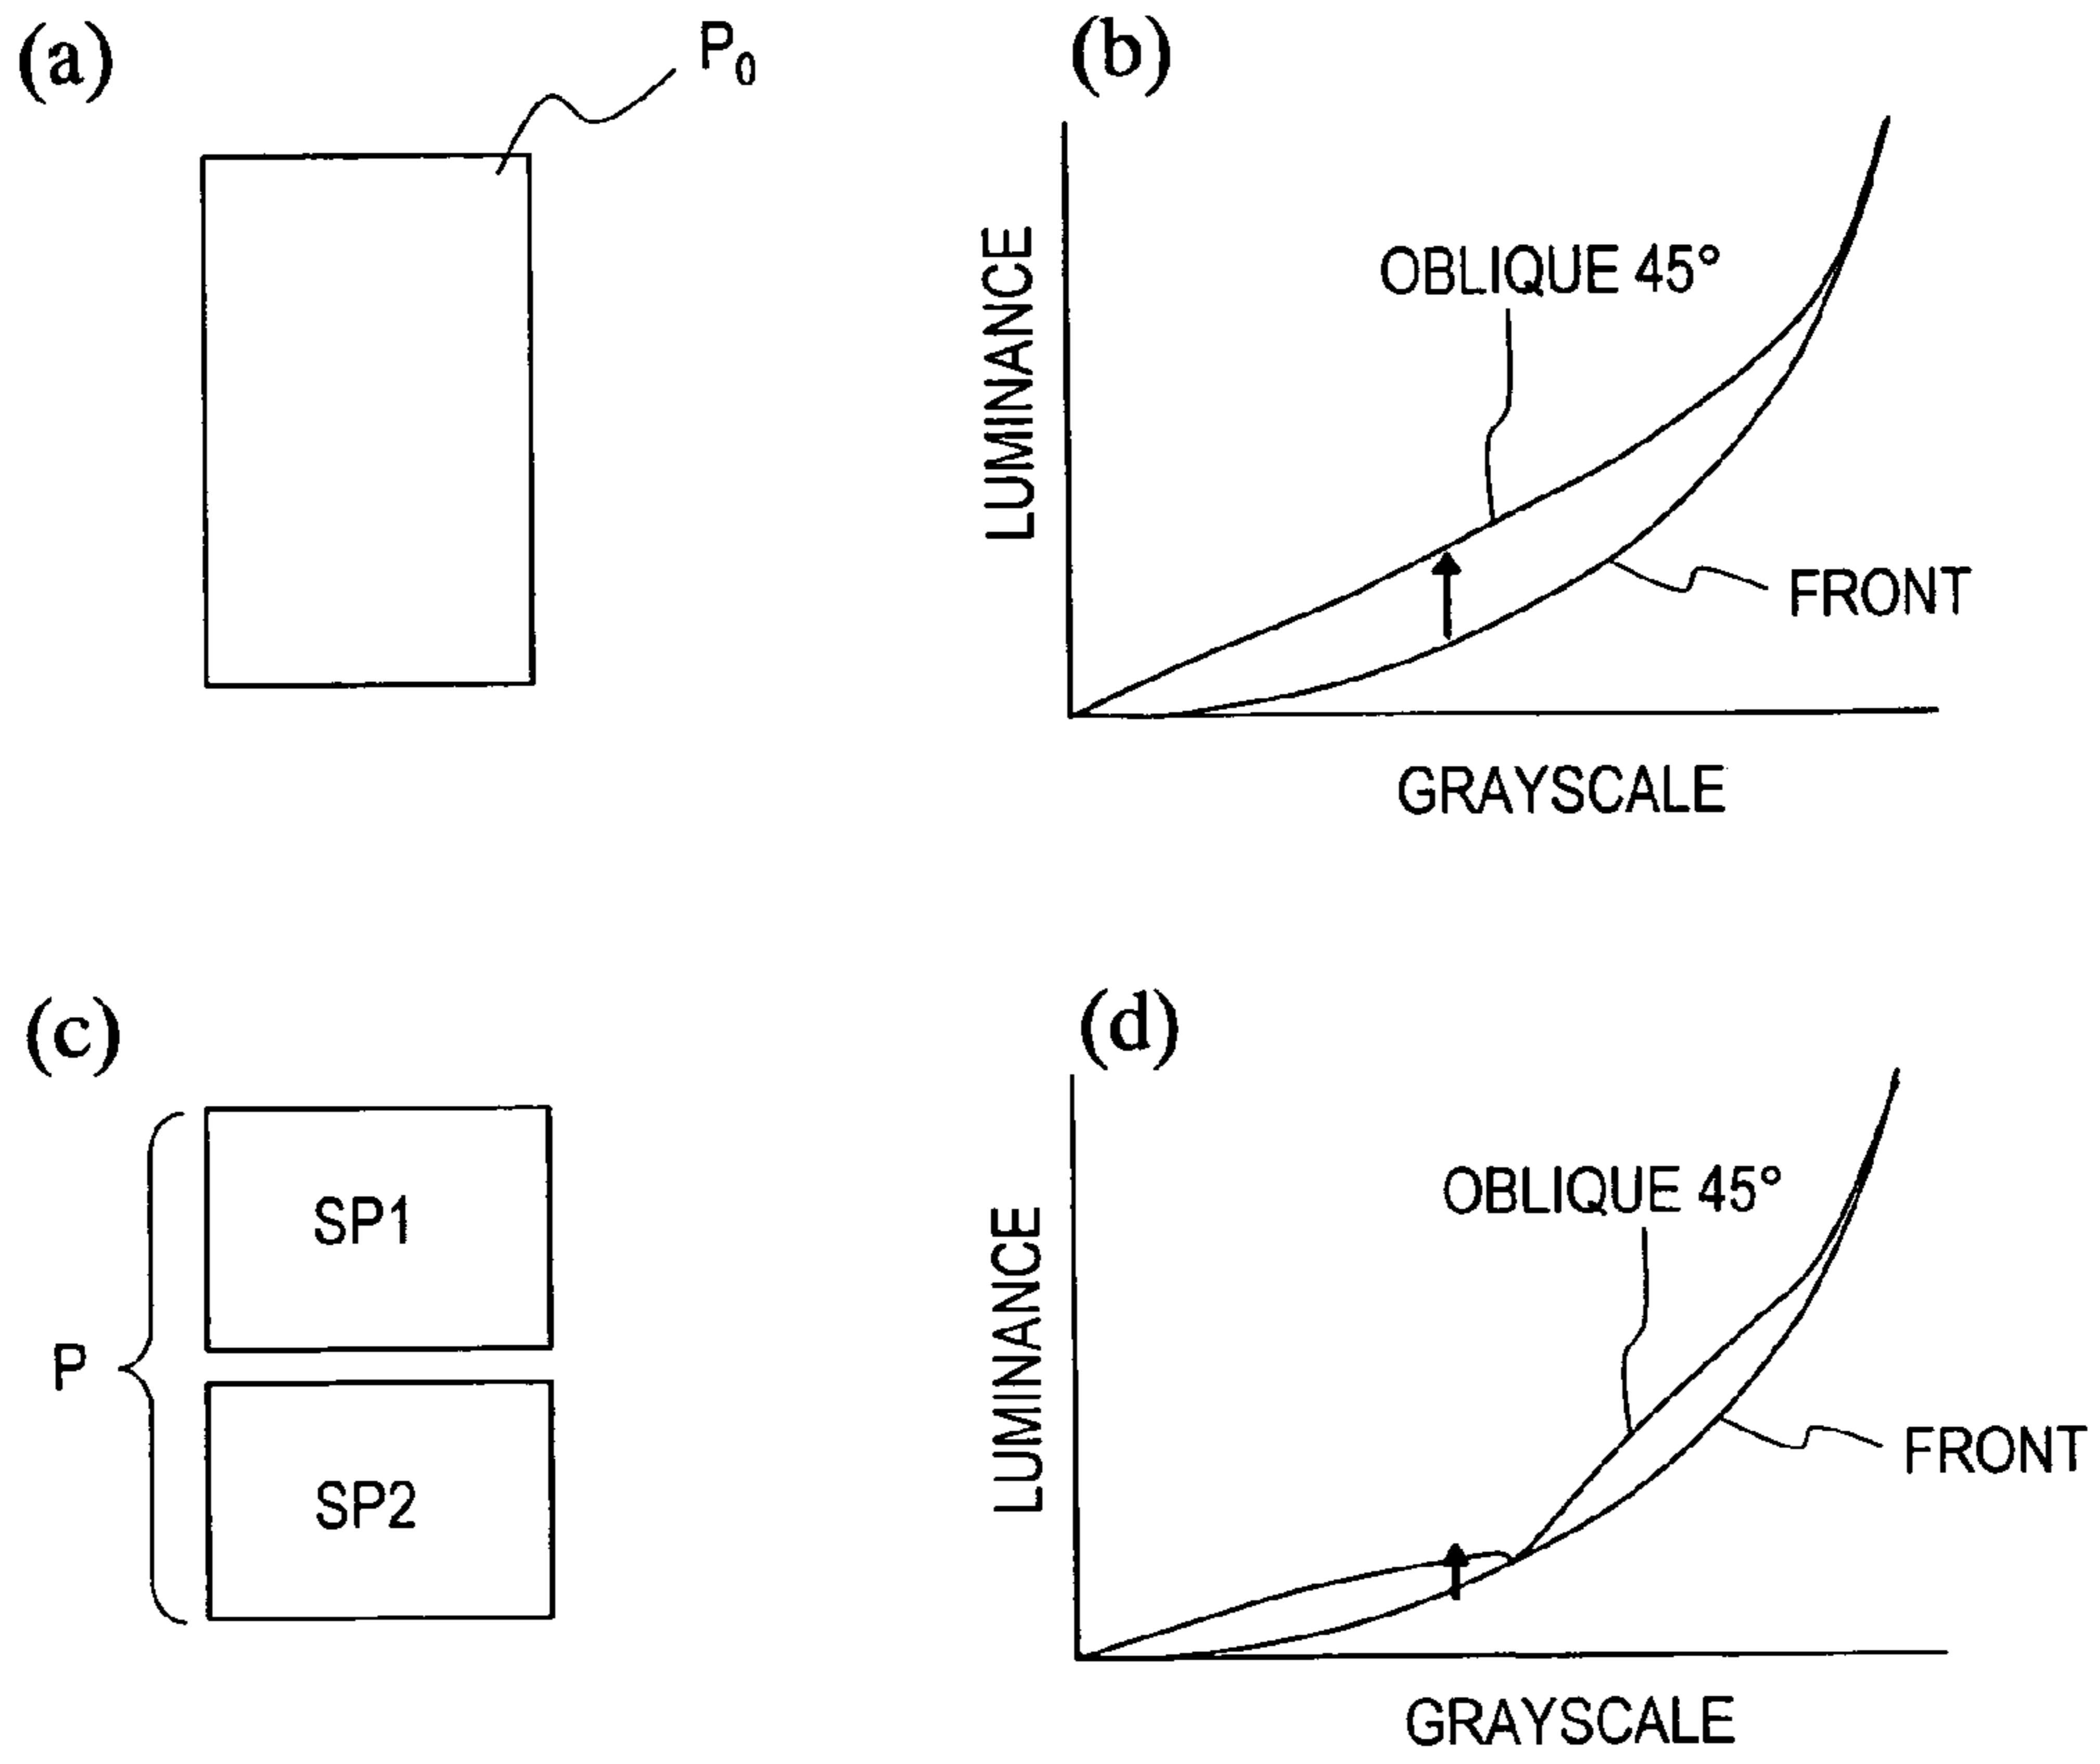 (a)
P0
(b)
LUMINANCE
OBLIQUE 45°
FRONT
GRAYSCALE
(c)
P
SP1
SP2
(d)
LUMINANCE
OBLIQUE 45°
FRONT
GRAYSCALE